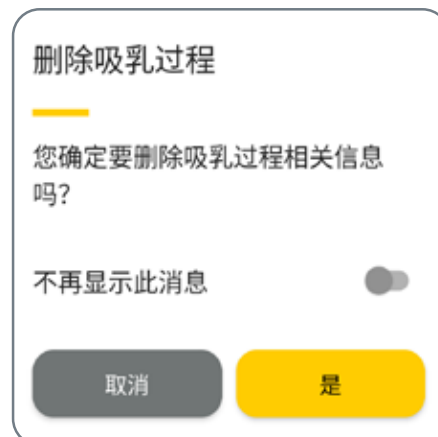 删除吸乳过程
您确定要删除吸乳过程相关信息
吗?
不再显示此消息
取消
是